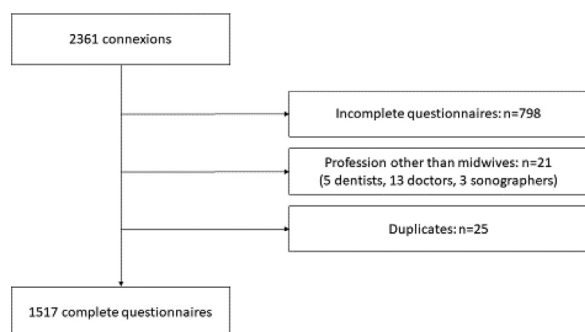 2361 connexions
Incomplete questionnaires: n=798
Profession other than midwives: n=21
(5 dentists, 13 doctors, 3 sonographers)
Duplicates: n=25
1517 complete questionnaires